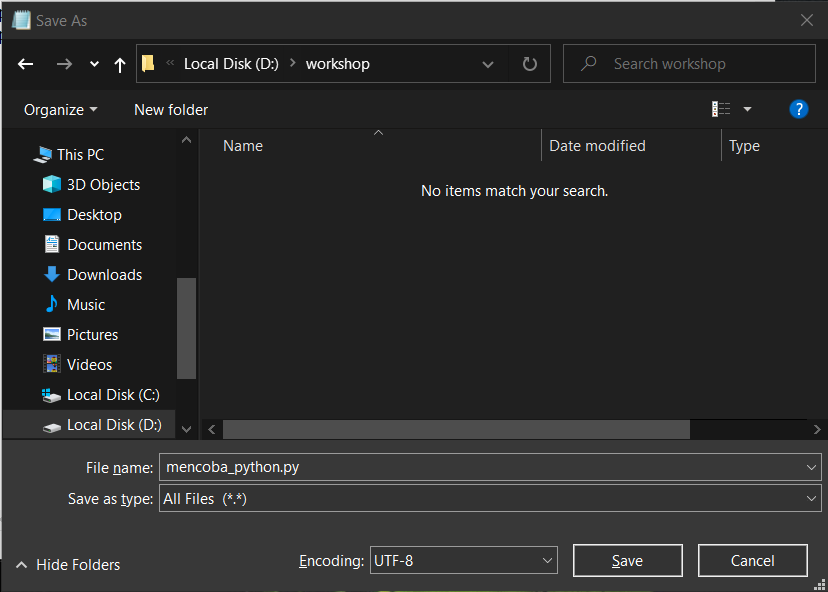 Save As
Local Disk (D:) workshop
Search workshop
Organize
New folder
?
Name
Date modified
Type
No items match your search.
This PC
3D Objects
Desktop
Documents
Downloads
Music
Pictures
Videos
Local Disk (C:)
Local Disk (D:)
File name: mencoba_python.py
Save as type: All Files (*.*)
Hide Folders
Encoding: UTF-8
Save
Cancel